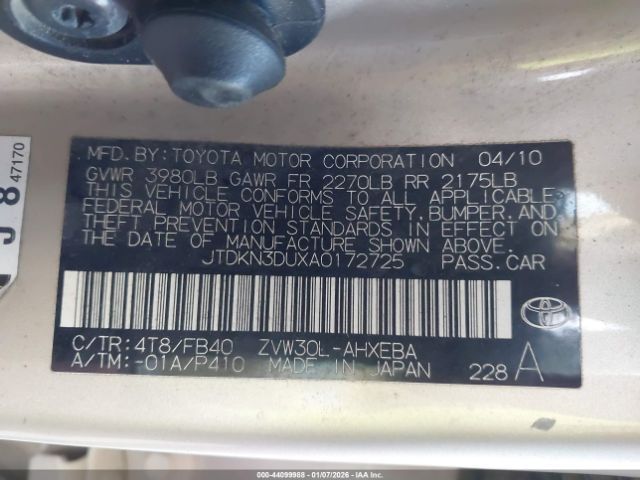 MFD. BY: TOYOTA MOTOR CORPORATION 04/10
GVWR 3980LB GAWR FR 2270LB RR 2175LB
THIS VEHICLE CONFORMS TO ALL APPLICABLE
FEDERAL MOTOR VEHICLE SAFETY, BUMPER, AND
THEFT PREVENTION STANDARDS IN EFFECT ON
THE DATE OF MANUFACTURE SHOWN ABOVE.
JTDKN3DUXA0172725 PASS. CAR
C/TR: 4T8/FB40 ZVW30L-AHXEBA
A/TM: -01A/P410 MADE IN JAPAN 228 A
J 8 47170
000-44099988 | 01/07/2026 - IAA Corp.